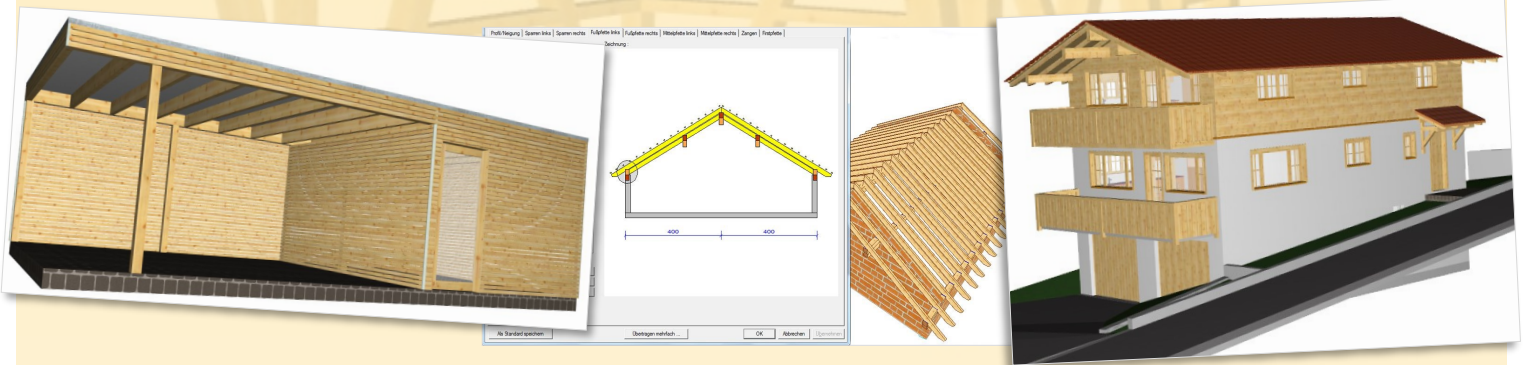 Profil/Neigung Sparren links Sparren rechts Fußpfette links Fußpfette rechts Mittelpfette links Mittelpfette rechts Zangen Firstpfette
Zeichnung
400 400
Als Standard speichern Übertragen mehrfach ... OK Abbrechen Übernehmen